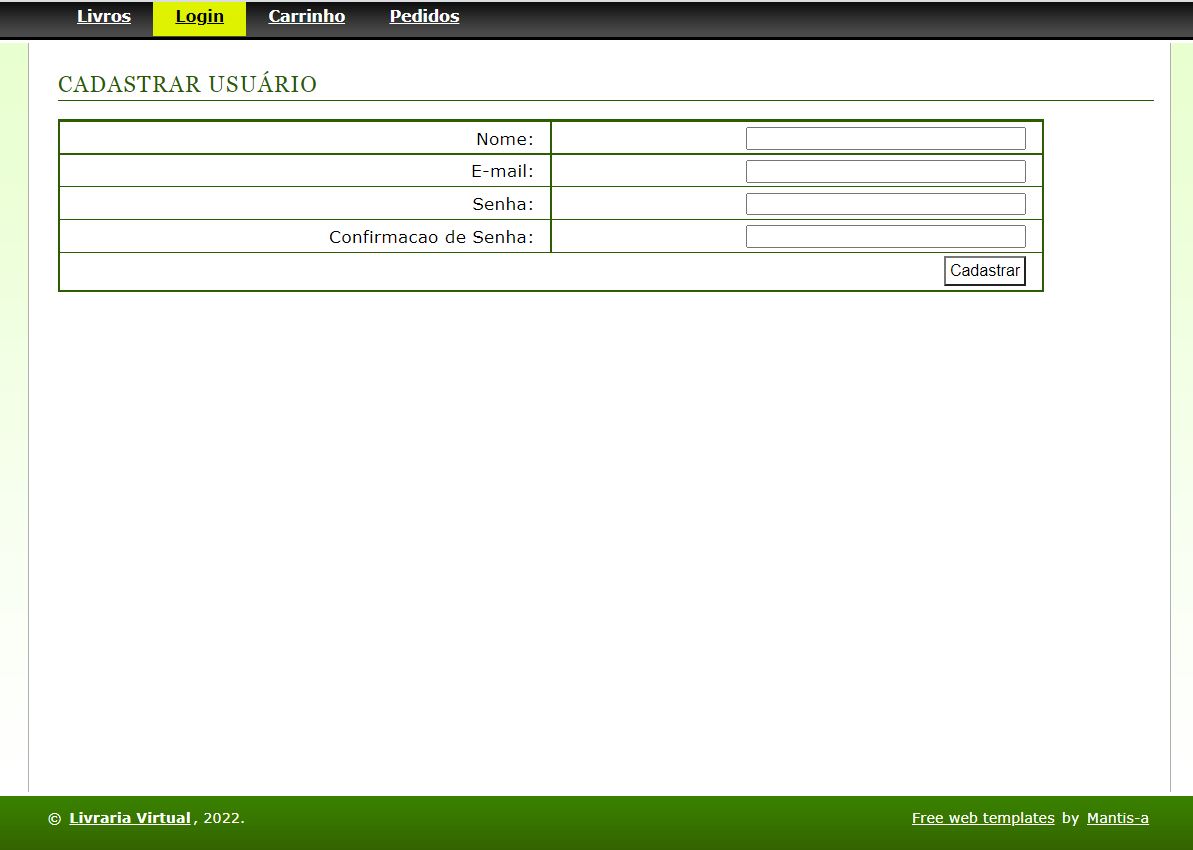 Livros Login Carrinho Pedidos
CADASTRAR USUÁRIO
Nome:
E-mail:
Senha:
Confirmacao de Senha:
Cadastrar
© Livraria Virtual, 2022. Free web templates by Mantis-a